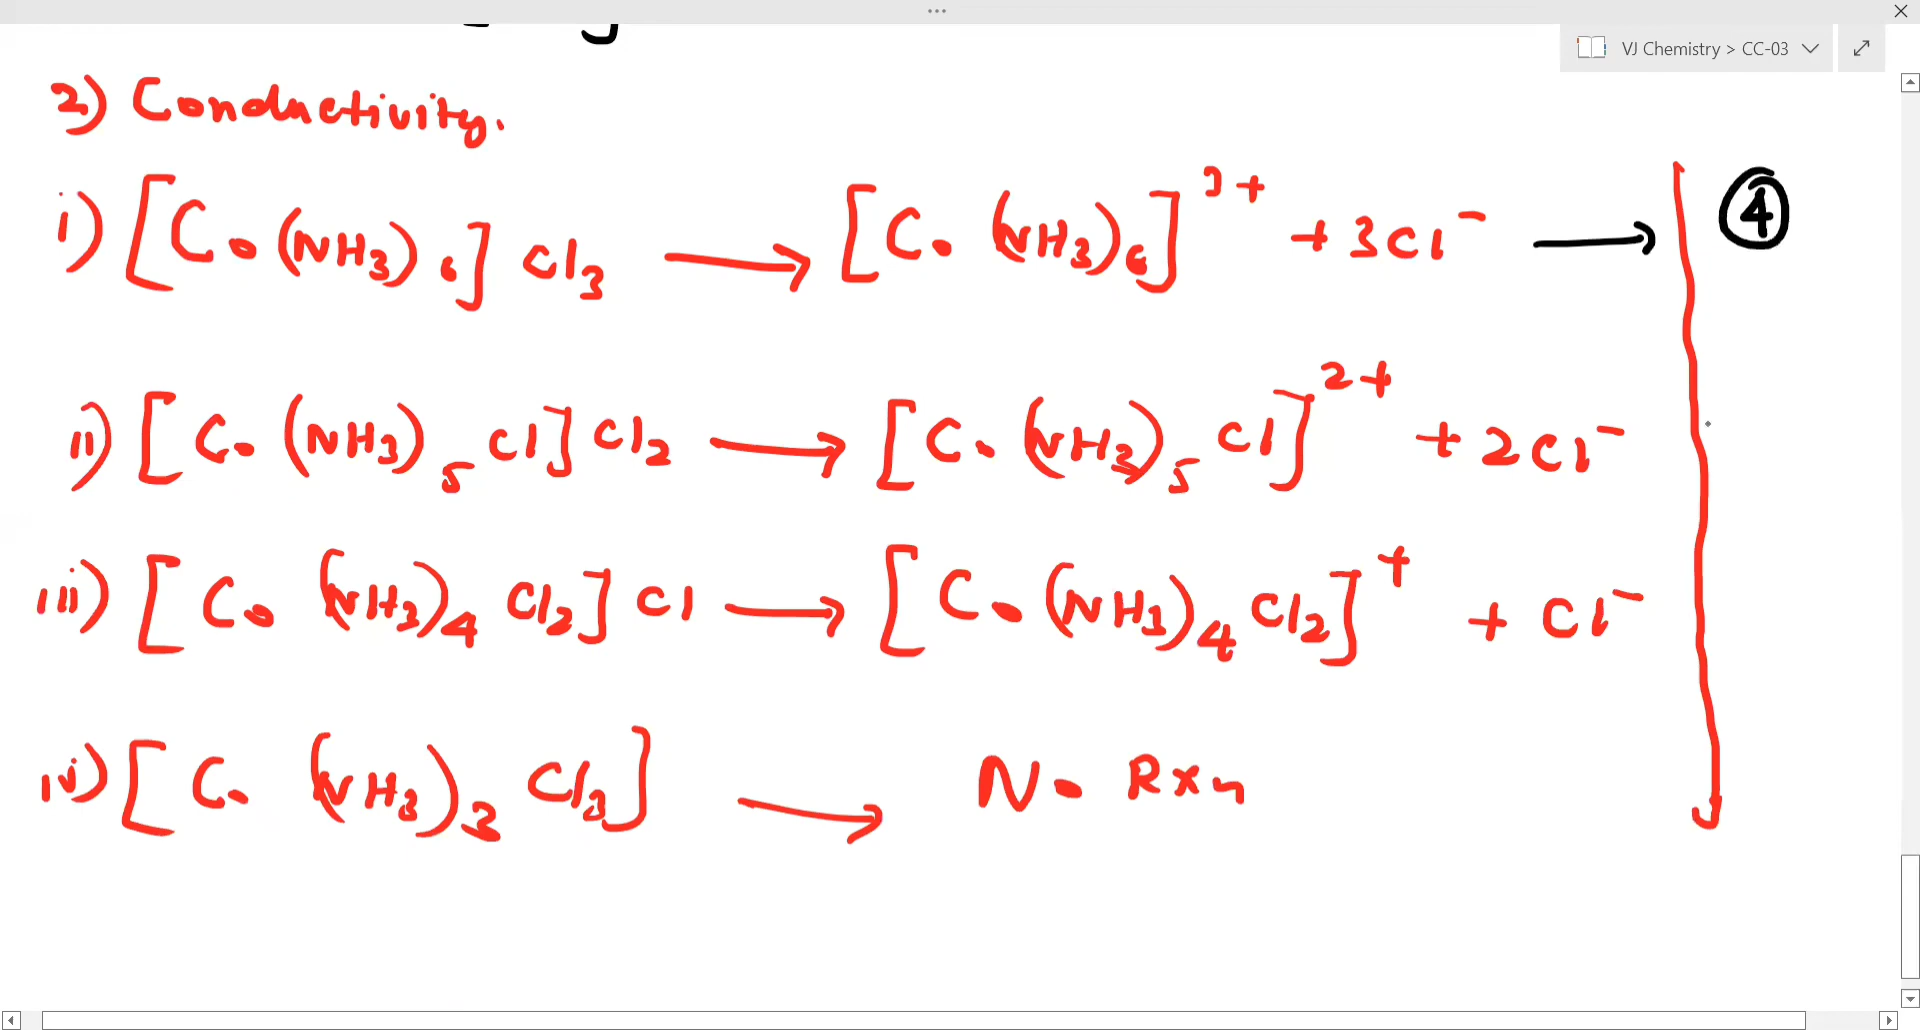 VJ Chemistry > CC-03
2) Conductivity.
i) [Co(NH3)6]Cl3 ⟶ [Co(NH3)6]^3+ + 3Cl^- ⟶ 4
ii) [Co(NH3)5Cl]Cl2 ⟶ [Co(NH3)5Cl]^2+ + 2Cl^-
iii) [Co(NH3)4Cl2]Cl ⟶ [Co(NH3)4Cl2]^+ + Cl^-
iv) [Co(NH3)3Cl3] ⟶ No Rxn